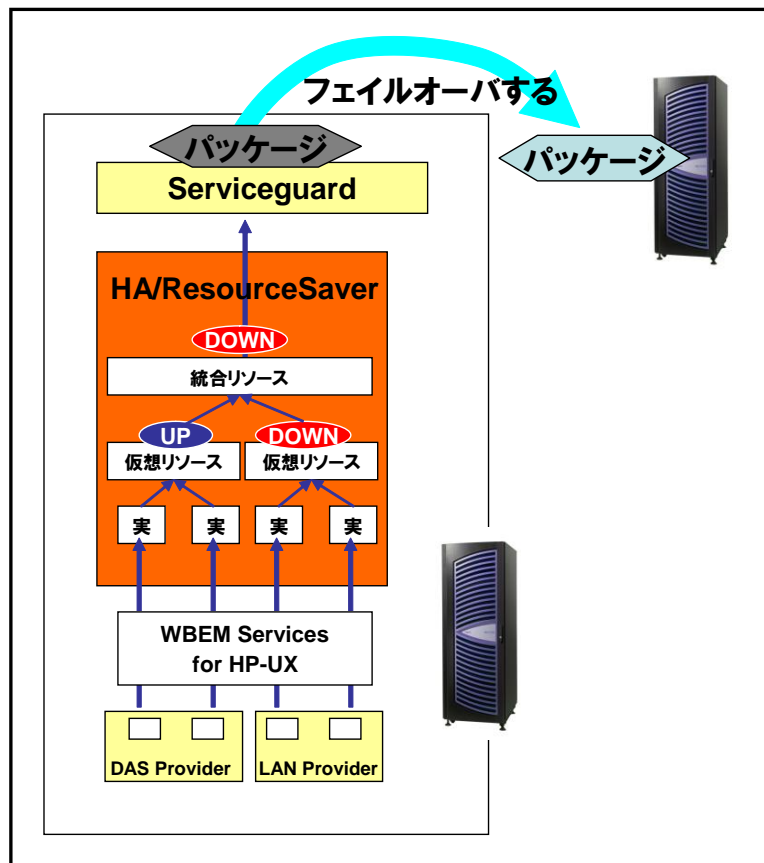 フェイルオーバする
パッケージ
パッケージ
Serviceguard
HA/ResourceSaver
DOWN
統合リソース
UP
DOWN
仮想リソース
仮想リソース
実
実
実
実
WBEM Services
for HP-UX
DAS Provider
LAN Provider